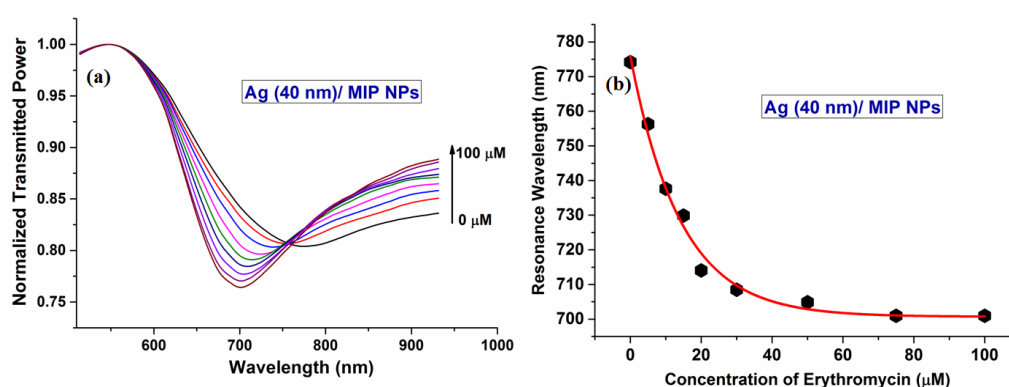 (a)
Ag (40 nm)/ MIP NPs
100 μM
0 μM
Normalized Transmitted Power
1.00
0.95
0.90
0.85
0.80
0.75
600 700 800 900 1000
Wavelength (nm)
(b)
Ag (40 nm)/ MIP NPs
Resonance Wavelength (nm)
780
770
760
750
740
730
720
710
700
0 20 40 60 80 100
Concentration of Erythromycin (μM)